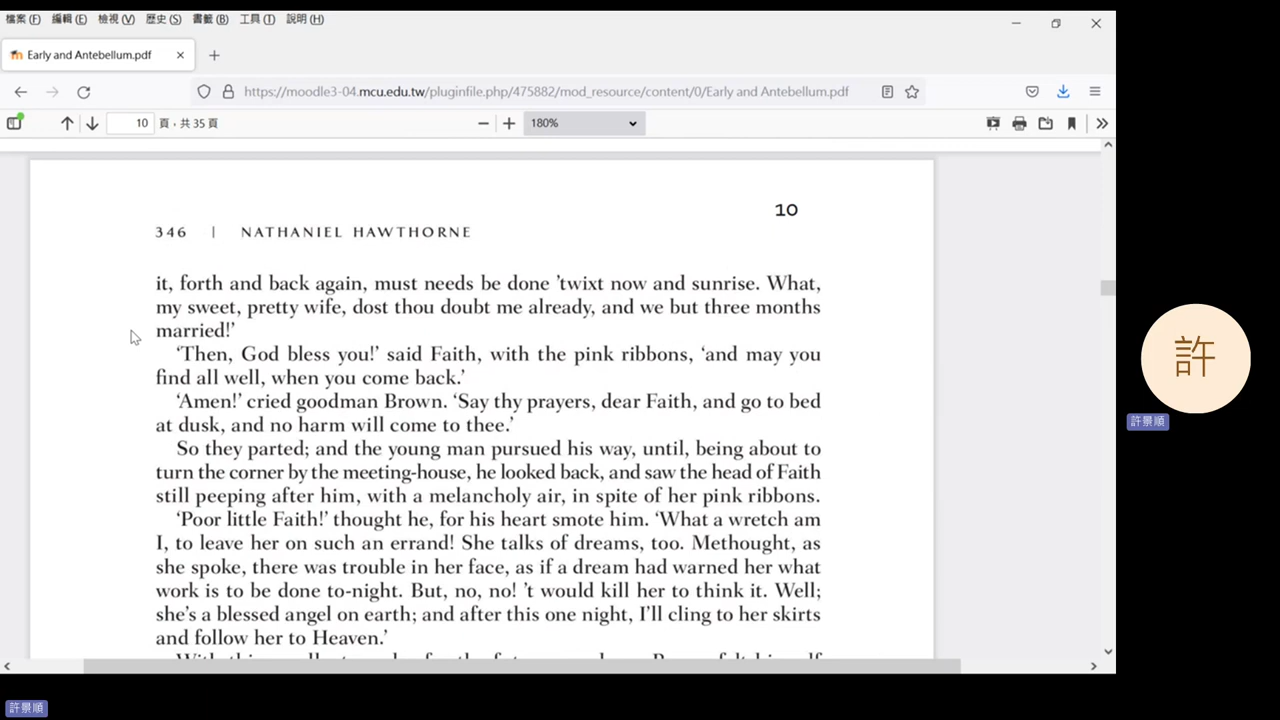 檔案(F) 編輯(E) 檢視(V) 歷史(S) 書籤(B) 工具(T) 說明(H)
Early and Antebellum.pdf
https://moodle3-04.mcu.edu.tw/pluginfile.php/475882/mod_resource/content/0/Early and Antebellum.pdf
10 頁，共 35 頁 180%
10
346 | NATHANIEL HAWTHORNE
it, forth and back again, must needs be done ’twixt now and sunrise. What,
my sweet, pretty wife, dost thou doubt me already, and we but three months
married!’
‘Then, God bless you!’ said Faith, with the pink ribbons, ‘and may you
find all well, when you come back.’
‘Amen!’ cried goodman Brown. ‘Say thy prayers, dear Faith, and go to bed
at dusk, and no harm will come to thee.’
So they parted; and the young man pursued his way, until, being about to
turn the corner by the meeting-house, he looked back, and saw the head of Faith
still peeping after him, with a melancholy air, in spite of her pink ribbons.
‘Poor little Faith!’ thought he, for his heart smote him. ‘What a wretch am
I, to leave her on such an errand! She talks of dreams, too. Methought, as
she spoke, there was trouble in her face, as if a dream had warned her what
work is to be done to-night. But, no, no! ’t would kill her to think it. Well;
she’s a blessed angel on earth; and after this one night, I’ll cling to her skirts
and follow her to Heaven.’
許
許景順
許景順